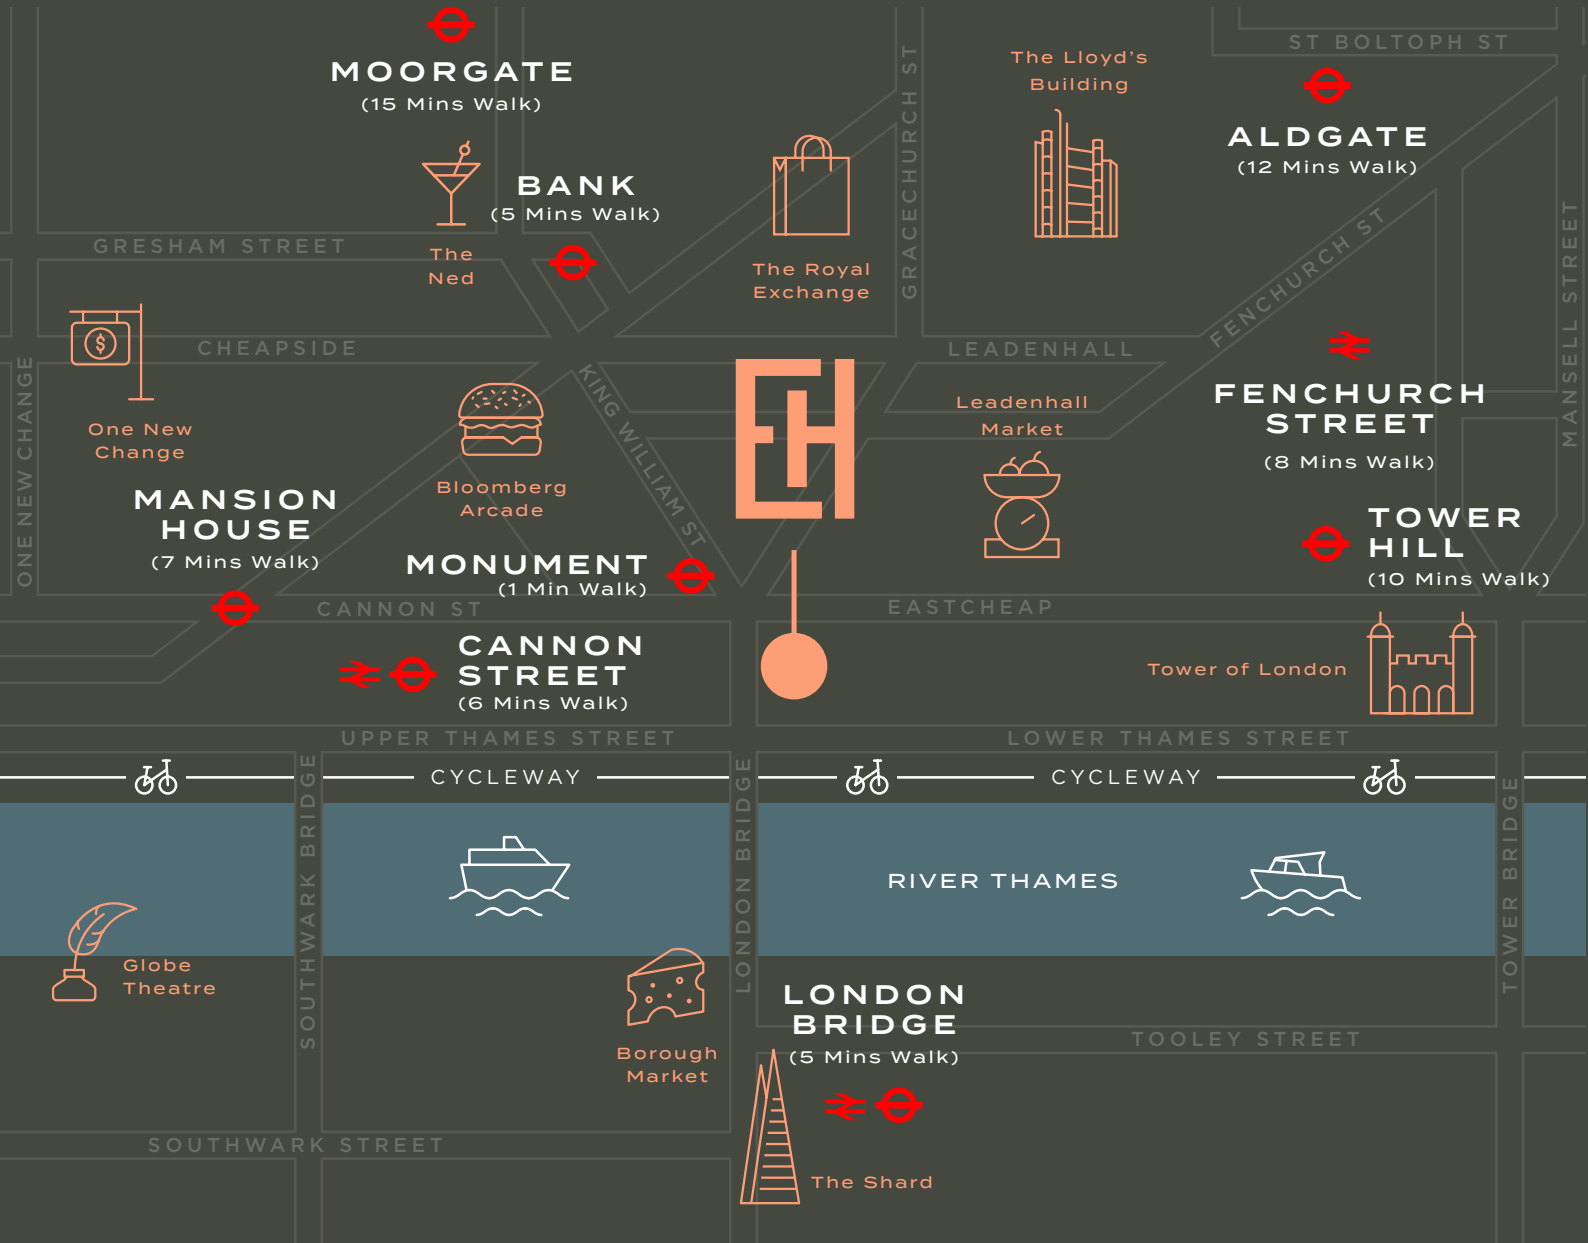 ST BOLTOPH ST
MOORGATE
(15 Mins Walk)
The Lloyd's
Building
ALDGATE
(12 Mins Walk)
GRACECHURCH ST
BANK
(5 Mins Walk)
GRESHAM STREET
The
Ned
The Royal
Exchange
FENCHURCH ST
MANSELL STREET
$
CHEAPSIDE
LEADENHALL
ONE NEW CHANGE
One New
Change
KING WILLIAM ST
EH
Leadenhall
Market
FENCHURCH
STREET
(8 Mins Walk)
Bloomberg
Arcade
MANSION
HOUSE
(7 Mins Walk)
MONUMENT
(1 Min Walk)
TOWER
HILL
(10 Mins Walk)
CANNON ST
EASTCHEAP
CANNON
STREET
(6 Mins Walk)
Tower of London
UPPER THAMES STREET
LOWER THAMES STREET
CYCLEWAY
CYCLEWAY
SOUTHWARK BRIDGE
LONDON BRIDGE
TOWER BRIDGE
RIVER THAMES
Globe
Theatre
LONDON
BRIDGE
(5 Mins Walk)
Borough
Market
TOOLEY STREET
SOUTHWARK STREET
The Shard